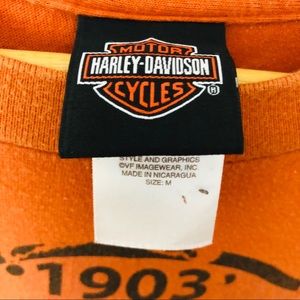 MOTOR
HARLEY-DAVIDSON
CYCLES
STYLE AND GRAPHICS
©VF IMAGEWEAR, INC.
MADE IN NICARAGUA
SIZE: M
1903